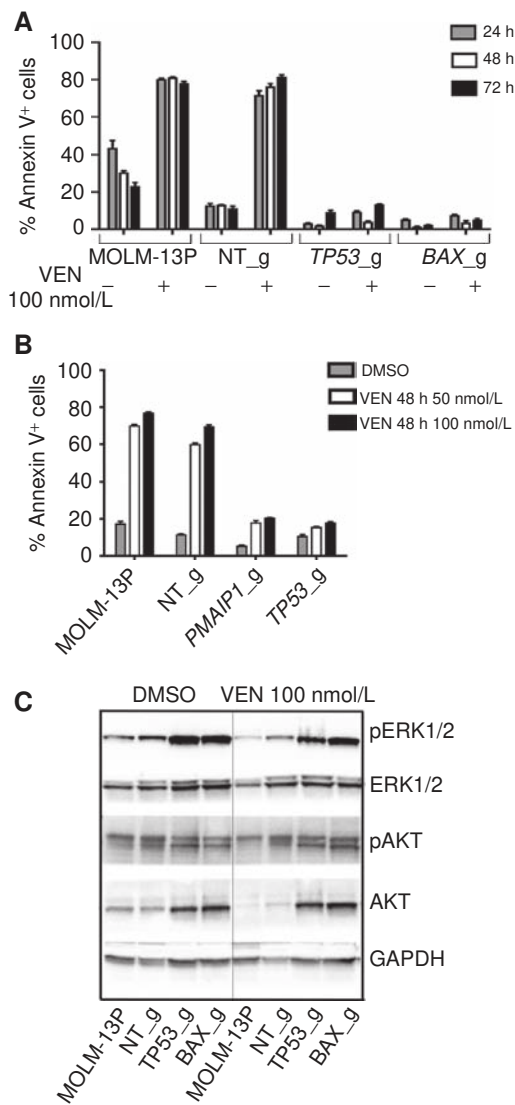 A
% Annexin V+ cells
100
80
60
40
20
0
24 h
48 h
72 h
MOLM-13P NT_g TP53_g BAX_g
VEN 100 nmol/L − + − + − + − +
B
% Annexin V+ cells
100
80
60
40
20
0
DMSO
VEN 48 h 50 nmol/L
VEN 48 h 100 nmol/L
MOLM-13P NT_g PMAIP1_g TP53_g
C
DMSO VEN 100 nmol/L
pERK1/2
ERK1/2
pAKT
AKT
GAPDH
MOLM-13P NT_g TP53_g BAX_g MOLM-13P NT_g TP53_g BAX_g